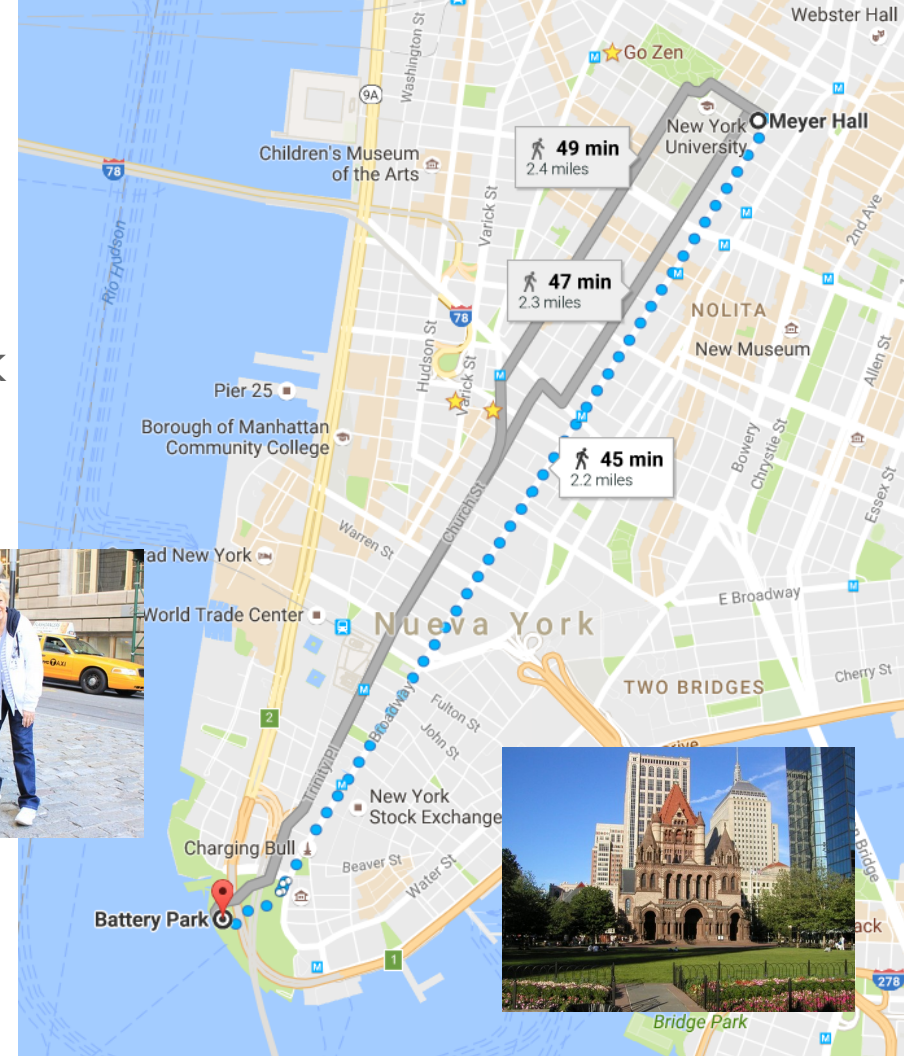 Webster Hall
Go Zen
Washington St
9A
New York
University
Meyer Hall
49 min
2.4 miles
Children's Museum
of the Arts
78
Varick St
2nd Ave
Río Hudson
47 min
2.3 miles
NOLITA
78
New Museum
Hudson St
Varick St
Allen St
Pier 25
Borough of Manhattan
Community College
45 min
2.2 miles
Bowery
Chrystie St
Essex St
Church St
Warren St
ad New York
E Broadway
World Trade Center
Nueva York
TWO BRIDGES
Cherry St
Broadway
Fulton St
John St
2
rive
TAXI
Trinity Pl
New York
Stock Exchange
Charging Bull
Beaver St
Water St
n Bridge
Battery Park
ack
1
278
Bridge Park